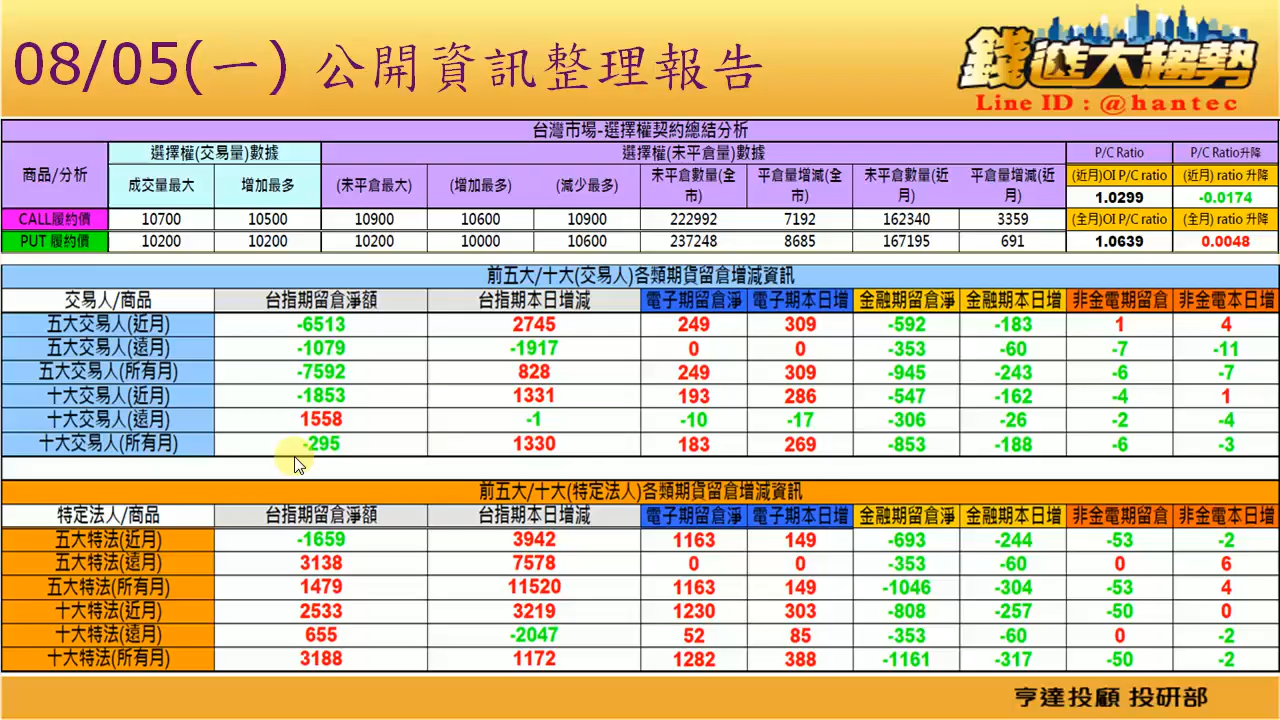 08/05(一) 公開資訊整理報告
錢進大趨勢
Line ID : @hantec
台灣市場-選擇權契約總結分析
商品/分析 選擇權(交易量)數據 選擇權(未平倉量)數據 P/C Ratio P/C Ratio升降
成交量最大 增加最多 (未平倉最大) (增加最多) (減少最多) 未平倉數量(全市) 平倉量增減(全市) 未平倉數量(近月) 平倉量增減(近月) (近月)OI P/C ratio (近月) ratio 升降
1.0299 -0.0174
CALL履約價 10700 10500 10900 10600 10900 222992 7192 162340 3359 (全月)OI P/C ratio (全月) ratio 升降
PUT 履約價 10200 10200 10200 10000 10600 237248 8685 167195 691 1.0639 0.0048
前五大/十大(交易人)各類期貨留倉增減資訊
交易人/商品 台指期留倉淨額 台指期本日增減 電子期留倉淨 電子期本日增 金融期留倉淨 金融期本日增 非金電期留倉 非金電本日增
五大交易人(近月) -6513 2745 249 309 -592 -183 1 4
五大交易人(遠月) -1079 -1917 0 0 -353 -60 -7 -11
五大交易人(所有月) -7592 828 249 309 -945 -243 -6 -7
十大交易人(近月) -1853 1331 193 286 -547 -162 -4 1
十大交易人(遠月) 1558 -1 -10 -17 -306 -26 -2 -4
十大交易人(所有月) -295 1330 183 269 -853 -188 -6 -3
前五大/十大(特定法人)各類期貨留倉增減資訊
特定法人/商品 台指期留倉淨額 台指期本日增減 電子期留倉淨 電子期本日增 金融期留倉淨 金融期本日增 非金電期留倉 非金電本日增
五大特法(近月) -1659 3942 1163 149 -693 -244 -53 -2
五大特法(遠月) 3138 7578 0 0 -353 -60 0 6
五大特法(所有月) 1479 11520 1163 149 -1046 -304 -53 4
十大特法(近月) 2533 3219 1230 303 -808 -257 -50 0
十大特法(遠月) 655 -2047 52 85 -353 -60 0 -2
十大特法(所有月) 3188 1172 1282 388 -1161 -317 -50 -2
亨達投顧 投研部